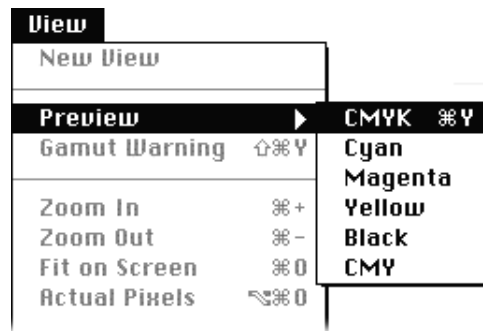 View
New View
Preview ▶
Gamut Warning ⇧⌘Y
Zoom In ⌘+
Zoom Out ⌘-
Fit on Screen ⌘0
Actual Pixels ⌥⌘0
CMYK ⌘Y
Cyan
Magenta
Yellow
Black
CMY